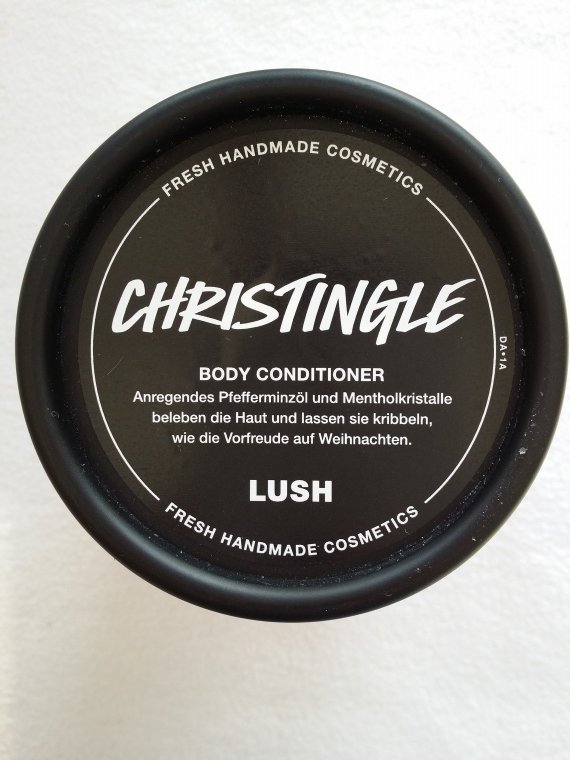 FRESH HANDMADE COSMETICS
CHRISTINGLE
DA•1A
BODY CONDITIONER
Anregendes Pfefferminzöl und Mentholkristalle
beleben die Haut und lassen sie kribbeln,
wie die Vorfreude auf Weihnachten.
LUSH
FRESH HANDMADE COSMETICS